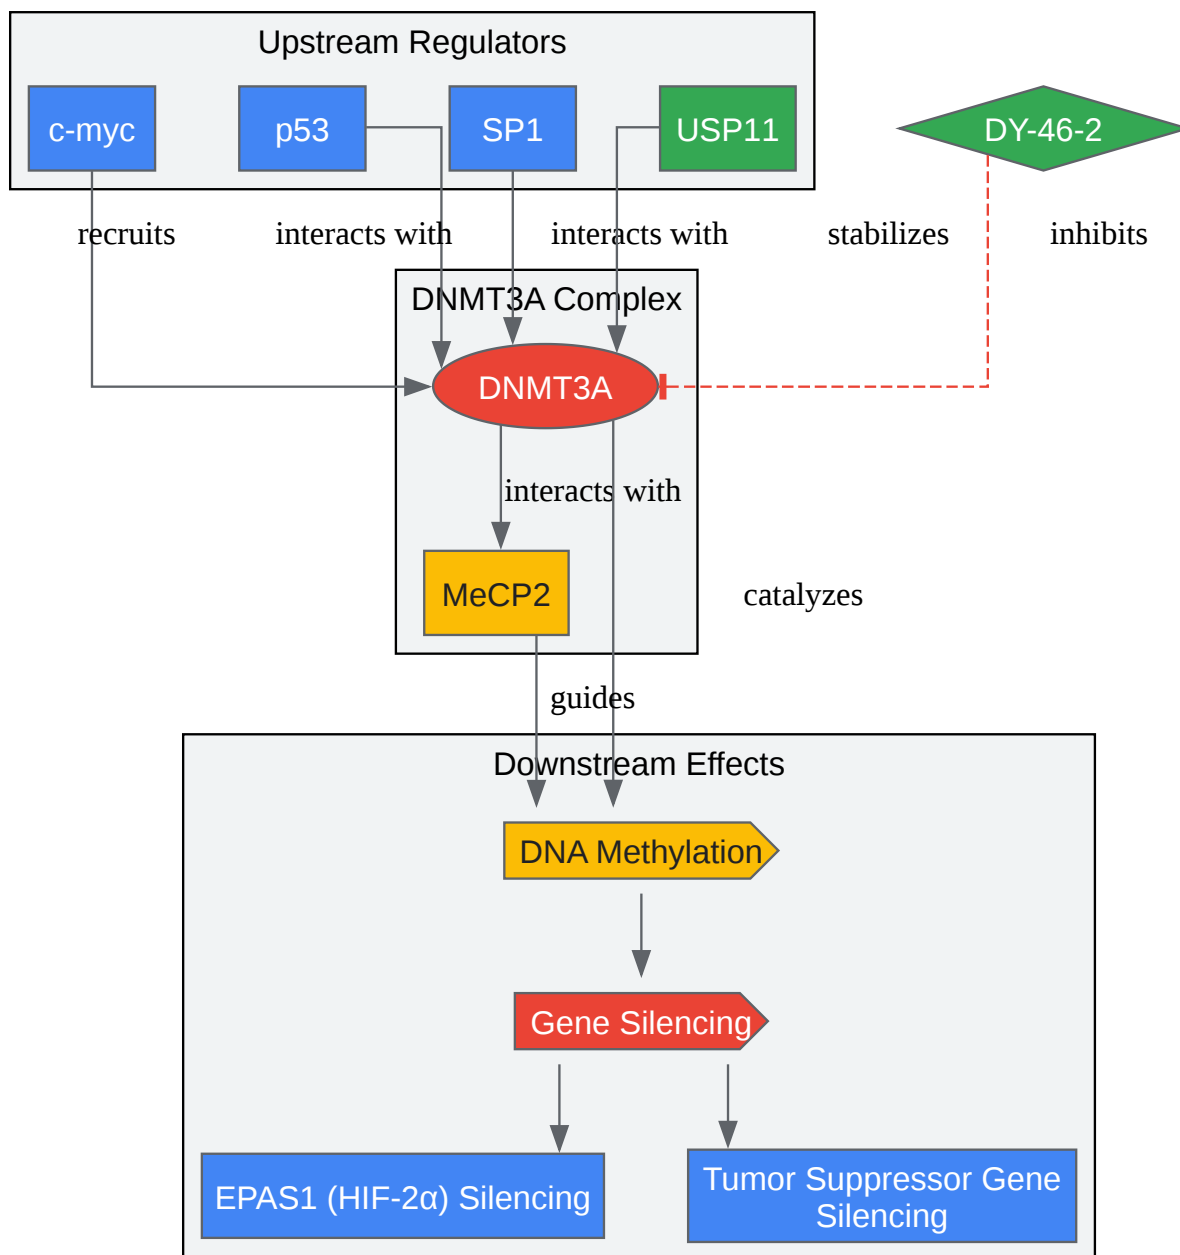 Upstream Regulators
c-myc
p53
SP1
USP11
DY-46-2
recruits
interacts with
interacts with
stabilizes
inhibits
DNMT3A Complex
DNMT3A
interacts with
MeCP2
catalyzes
guides
Downstream Effects
DNA Methylation
Gene Silencing
EPAS1 (HIF-2α) Silencing
Tumor Suppressor Gene
Silencing